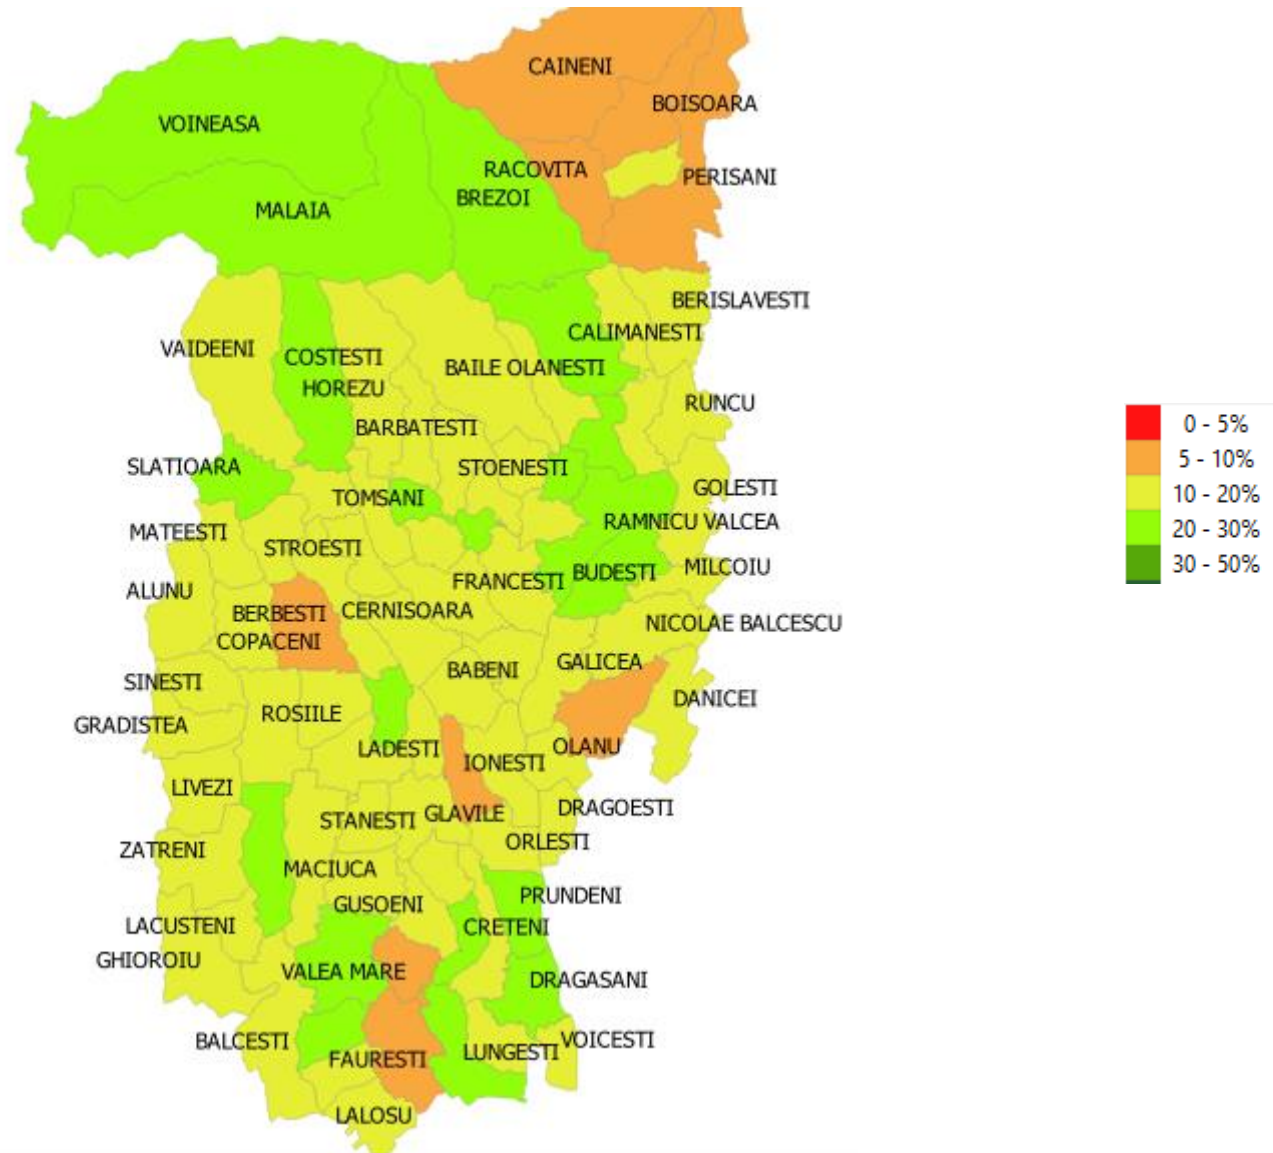 CAINENI
BOISOARA
VOINEASA
RACOVITA
PERISANI
BREZOI
MALAIA
BERISLAVESTI
CALIMANESTI
VAIDEENI
COSTESTI
BAILE OLANESTI
HOREZU
RUNCU
BARBATESTI
SLATIOARA
STOENESTI
GOLESTI
TOMSANI
RAMNICU VALCEA
MATEESTI
STROESTI
MILCOIU
BUDESTI
FRANCESTI
ALUNU
BERBESTI
CERNISOARA
NICOLAE BALCESCU
COPACENI
GALICEA
BABENI
SINESTI
DANICEI
ROSIILE
GRADISTEA
OLANU
LADESTI
IONESTI
LIVEZI
DRAGOESTI
GLAVILE
STANESTI
ORLESTI
ZATRENI
MACIUCA
PRUNDENI
GUSOENI
LACUSTENI
CRETENI
GHIOROIU
VALEA MARE
DRAGASANI
BALCESTI
VOICESTI
LUNGESTI
FAURESTI
LALOSU
0 - 5%
5 - 10%
10 - 20%
20 - 30%
30 - 50%